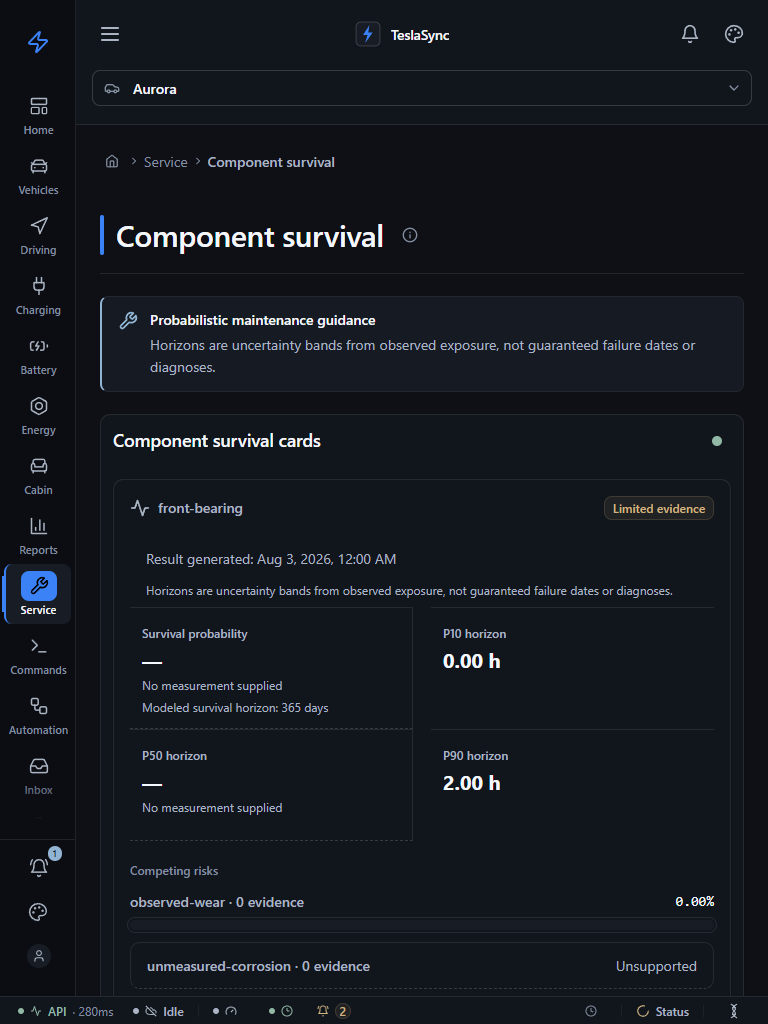 TeslaSync
Aurora
Home
Vehicles
Driving
Charging
Battery
Energy
Cabin
Reports
Service
Commands
Automation
Inbox
1
Service
Component survival
Component survival
Probabilistic maintenance guidance
Horizons are uncertainty bands from observed exposure, not guaranteed failure dates or
diagnoses.
Component survival cards
front-bearing
Limited evidence
Result generated: Aug 3, 2026, 12:00 AM
Horizons are uncertainty bands from observed exposure, not guaranteed failure dates or diagnoses.
Survival probability
—
No measurement supplied
Modeled survival horizon: 365 days
P10 horizon
0.00 h
P50 horizon
—
No measurement supplied
P90 horizon
2.00 h
Competing risks
observed-wear · 0 evidence
0.00%
unmeasured-corrosion · 0 evidence
Unsupported
API · 280ms
Idle
2
Status